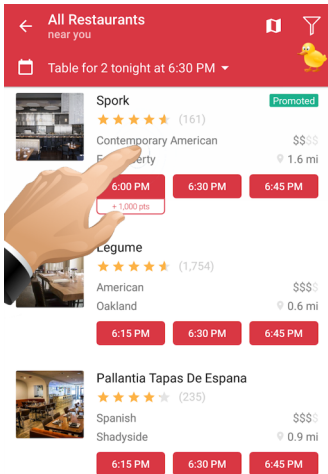 All Restaurants
near you
Table for 2 tonight at 6:30 PM
Spork Promoted
(161)
Contemporary American $$$$
1.6 mi
6:00 PM 6:30 PM 6:45 PM
+ 1,000 pts
Legume
(1,754)
American $$$$
Oakland 0.6 mi
6:15 PM 6:30 PM 6:45 PM
Pallantia Tapas De Espana
(235)
Spanish $$$$
Shadyside 0.9 mi
6:15 PM 6:30 PM 6:45 PM